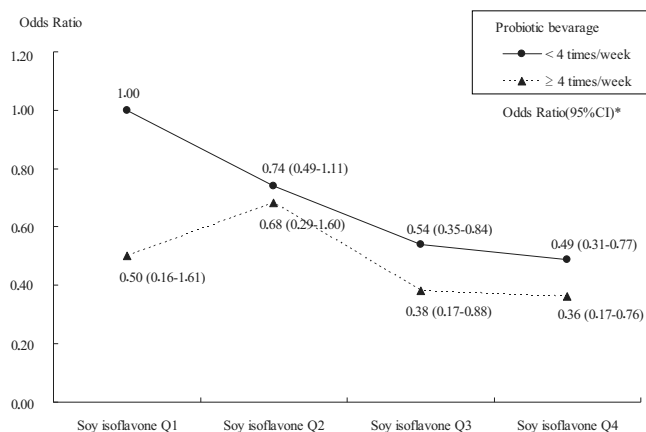 Odds Ratio
Probiotic bevarage
< 4 times/week
≥ 4 times/week
Odds Ratio(95%CI)*
1.20
1.00
0.80
0.60
0.40
0.20
0.00
1.00
0.74 (0.49-1.11)
0.54 (0.35-0.84)
0.49 (0.31-0.77)
0.50 (0.16-1.61)
0.68 (0.29-1.60)
0.38 (0.17-0.88)
0.36 (0.17-0.76)
Soy isoflavone Q1 Soy isoflavone Q2 Soy isoflavone Q3 Soy isoflavone Q4